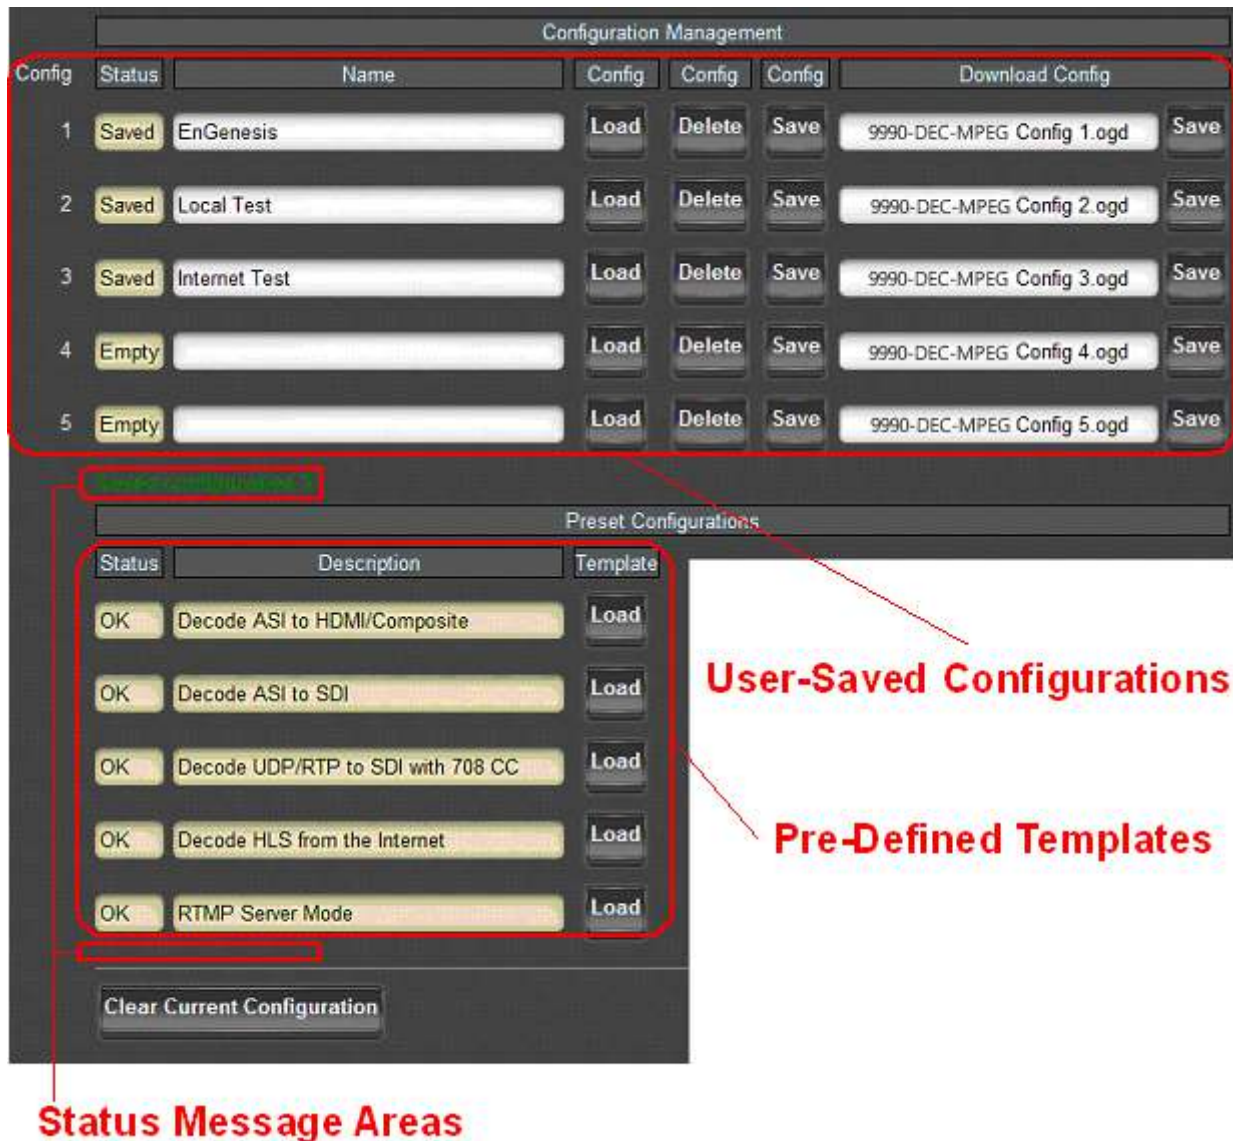 Configuration Management
Config Status Name Config Config Config Download Config
1 Saved EnGenesis Load Delete Save 9990-DEC-MPEG Config 1.ogd Save
2 Saved Local Test Load Delete Save 9990-DEC-MPEG Config 2.ogd Save
3 Saved Internet Test Load Delete Save 9990-DEC-MPEG Config 3.ogd Save
4 Empty Load Delete Save 9990-DEC-MPEG Config 4.ogd Save
5 Empty Load Delete Save 9990-DEC-MPEG Config 5.ogd Save
Preset Configurations
Status Description Template
OK Decode ASI to HDMI/Composite Load
OK Decode ASI to SDI Load
User-Saved Configurations
OK Decode UDP/RTP to SDI with 708 CC Load
OK Decode HLS from the Internet Load
Pre-Defined Templates
OK RTMP Server Mode Load
Clear Current Configuration
Status Message Areas